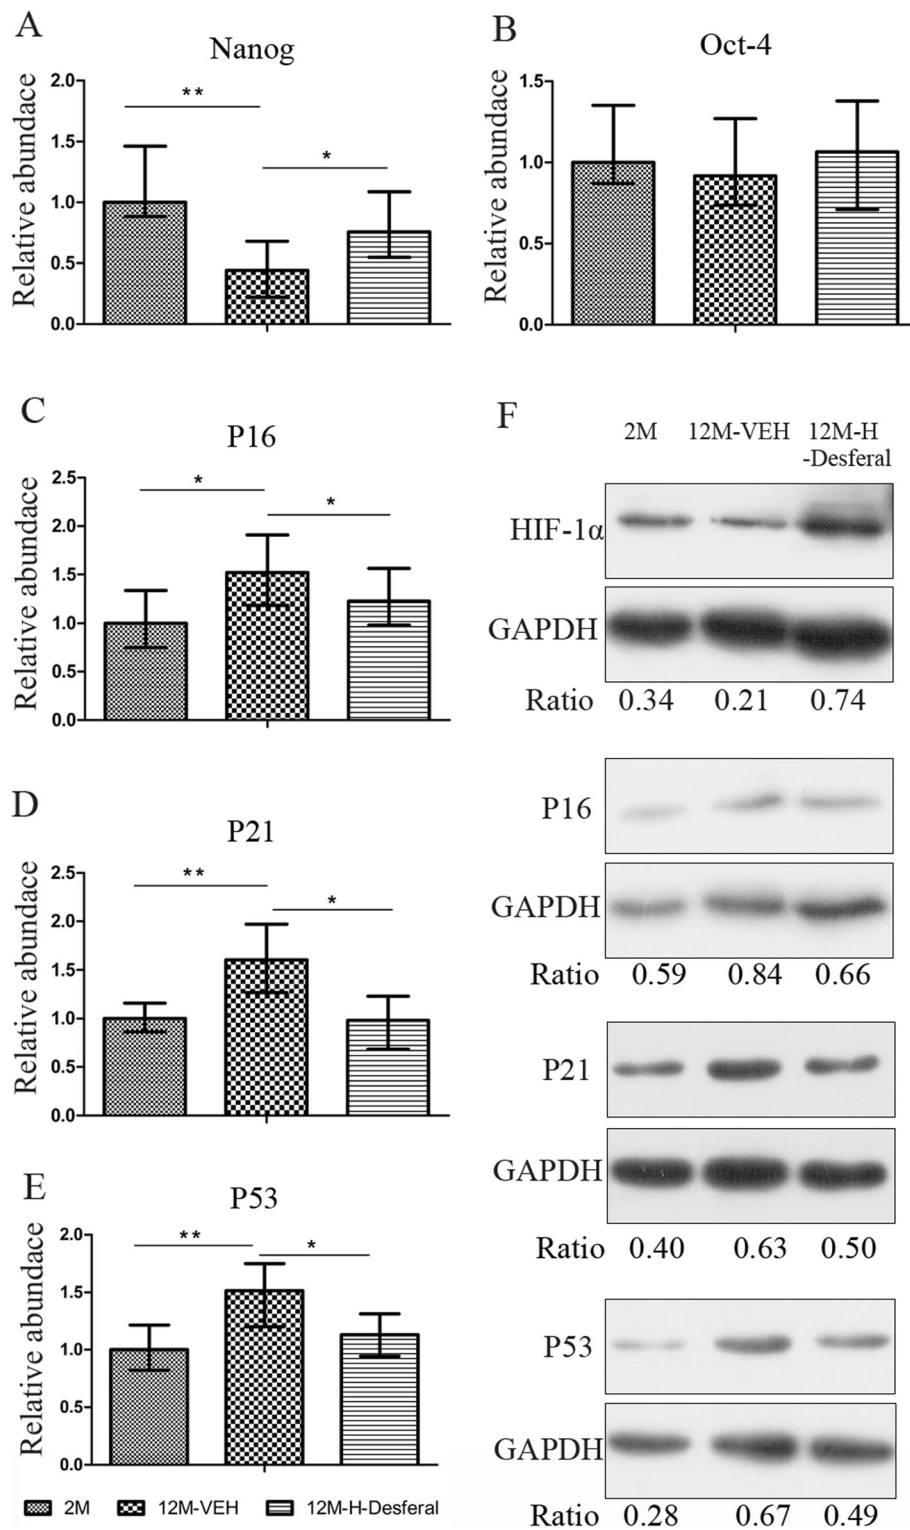 A
Nanog
Relative abundace
2.0
1.5
1.0
0.5
0.0
**
*
B
Oct-4
Relative abundace
1.5
1.0
0.5
0.0
C
P16
Relative abundace
2.5
2.0
1.5
1.0
0.5
0.0
*
*
D
P21
Relative abundace
2.5
2.0
1.5
1.0
0.5
0.0
**
*
E
P53
Relative abundace
2.0
1.5
1.0
0.5
0.0
**
*
2M 12M-VEH 12M-H-Desferal
F
2M 12M-VEH 12M-H
-Desferal
HIF-1α
GAPDH
Ratio 0.34 0.21 0.74
P16
GAPDH
Ratio 0.59 0.84 0.66
P21
GAPDH
Ratio 0.40 0.63 0.50
P53
GAPDH
Ratio 0.28 0.67 0.49